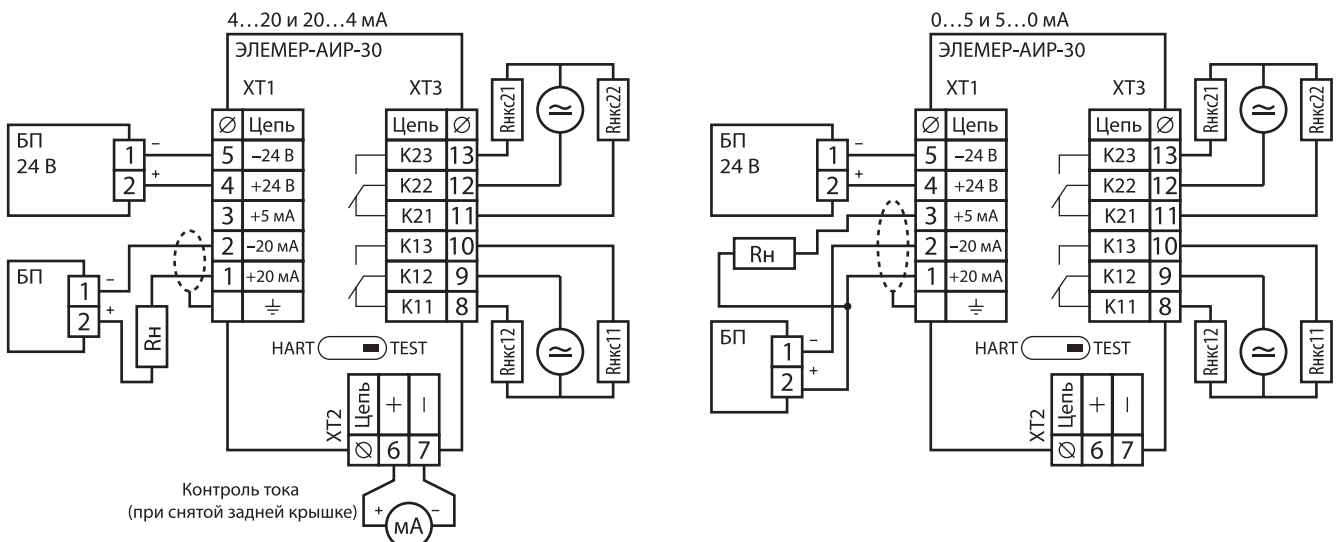 4…20 и 20…4 мА
ЭЛЕМЕР-АИР-30
XT1
XT3
Rнкс21
Rнкс22
Ø Цепь
Цепь Ø
БП
24 В
1 –
2 +
5 –24 В
4 +24 В
3 +5 мА
2 –20 мА
1 +20 мА
K23 13
K22 12
K21 11
K13 10
K12 9
K11 8
БП
1 –
2 +
Rн
Rнкс12
Rнкс11
HART TEST
XT2
Цепь + –
Ø 6 7
Контроль тока
(при снятой задней крышке)
+ мА –
0…5 и 5…0 мА
ЭЛЕМЕР-АИР-30
XT1
XT3
Rнкс21
Rнкс22
Ø Цепь
Цепь Ø
БП
24 В
1 –
2 +
5 –24 В
4 +24 В
3 +5 мА
2 –20 мА
1 +20 мА
K23 13
K22 12
K21 11
K13 10
K12 9
K11 8
Rн
БП
1 –
2 +
Rнкс12
Rнкс11
HART TEST
XT2
Цепь + –
Ø 6 7